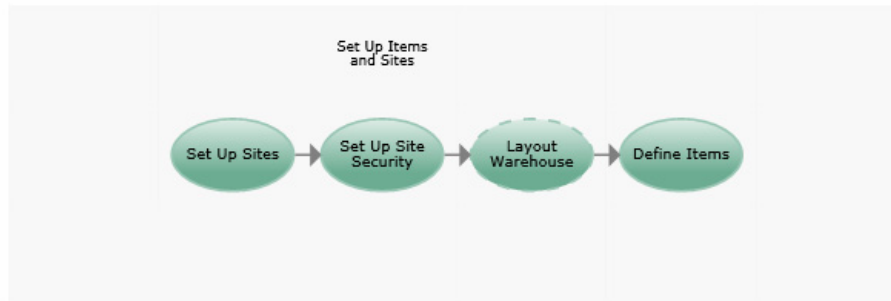 Set Up Items
and Sites
Set Up Sites
Set Up Site
Security
Layout
Warehouse
Define Items